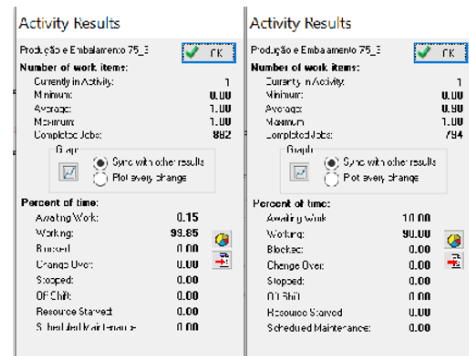 Activity Results
Produção e Embalamento 75_3
OK
Number of work items:
Currently in Activity: 1
Minimum: 0.00
Average: 1.00
Maximum: 1.00
Completed Jobs: 882
Graph
Sync with other results
Plot every change
Percent of time:
Awaiting Work: 0.15
Working: 99.85
Blocked: 0.00
Change Over: 0.00
Stopped: 0.00
Off Shift: 0.00
Resource Starved: 0.00
Scheduled Maintenance: 0.00
Activity Results
Produção e Embalamento 75_3
OK
Number of work items:
Currently in Activity: 1
Minimum: 0.00
Average: 0.90
Maximum: 1.00
Completed Jobs: 794
Graph
Sync with other results
Plot every change
Percent of time:
Awaiting Work: 10.00
Working: 90.00
Blocked: 0.00
Change Over: 0.00
Stopped: 0.00
Off Shift: 0.00
Resource Starved: 0.00
Scheduled Maintenance: 0.00